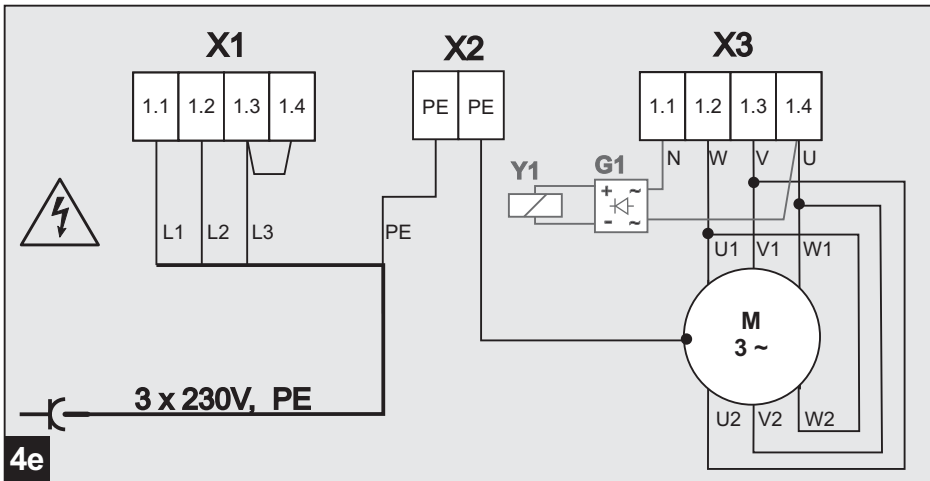 X1 X2 X3
1.1 1.2 1.3 1.4 PE PE 1.1 1.2 1.3 1.4
N W V U
Y1 G1
+ ~
- ~
L1 L2 L3 PE
U1 V1 W1
M
3 ~
3 x 230V, PE
U2 V2 W2
4e